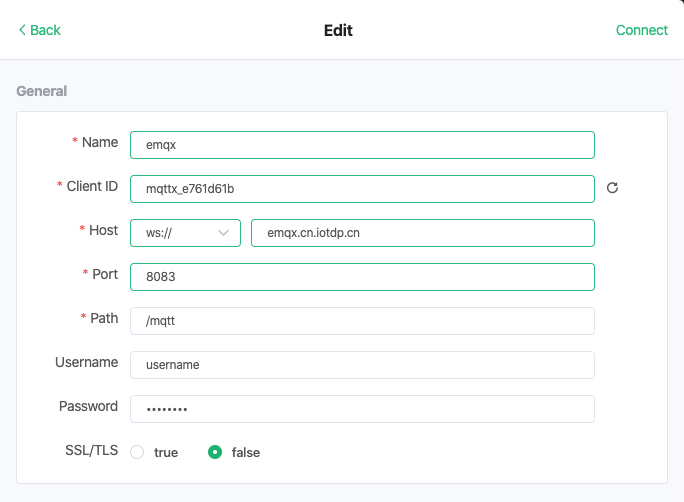 Back
Edit
Connect
General
* Name emqx
* Client ID mqttx_e761d61b
* Host ws:// emqx.cn.iotdp.cn
* Port 8083
* Path /mqtt
Username username
Password ••••••••
SSL/TLS true false